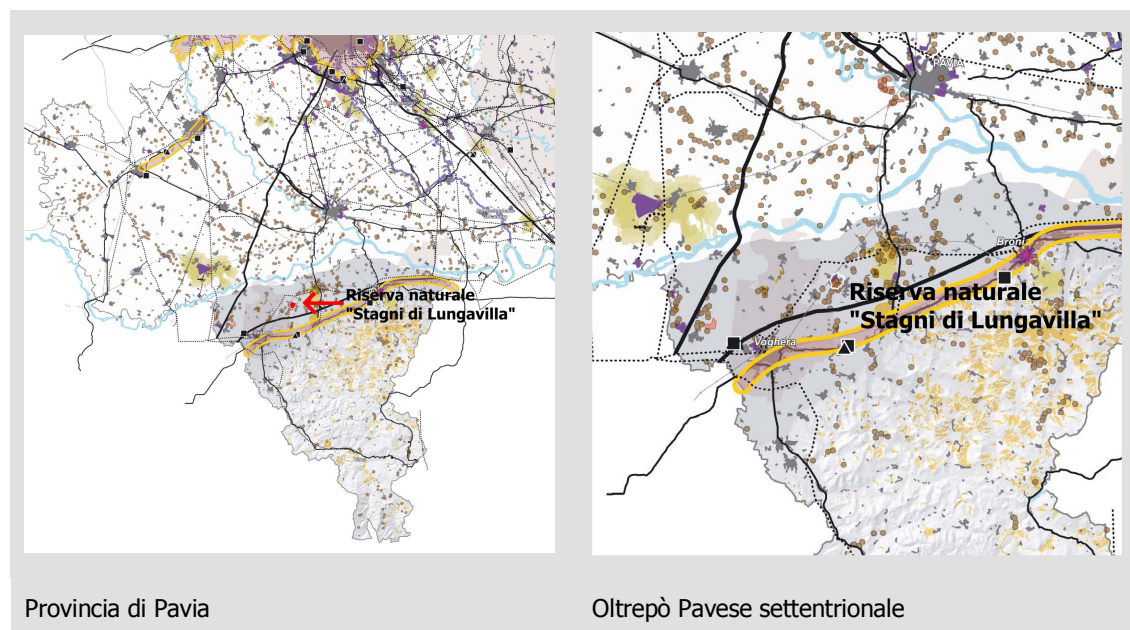 Riserva naturale
"Stagni di Lungavilla"
PAVIA
Broni
Riserva naturale
"Stagni di Lungavilla"
Voghera
Provincia di Pavia
Oltrepò Pavese settentrionale